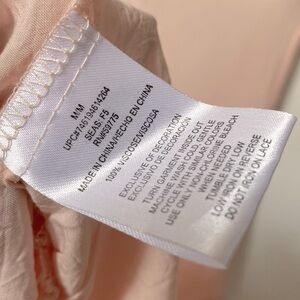 M/M
UPC#746194614264
SEAS: F5
RN#59775
MADE IN CHINA/HECHO EN CHINA
100% VISCOSE/VISCOSA
EXCLUSIVE OF DECORATION
EXCLUSIVO DE DECORACION
TURN GARMENT INSIDE OUT
MACHINE WASH COLD GENTLE
CYCLE WITH SIMILAR COLORS
USE ONLY NON-CHLORINE BLEACH
WHEN NEEDED
TUMBLE DRY LOW
LOW IRON ON REVERSE
DO NOT IRON ON LACE